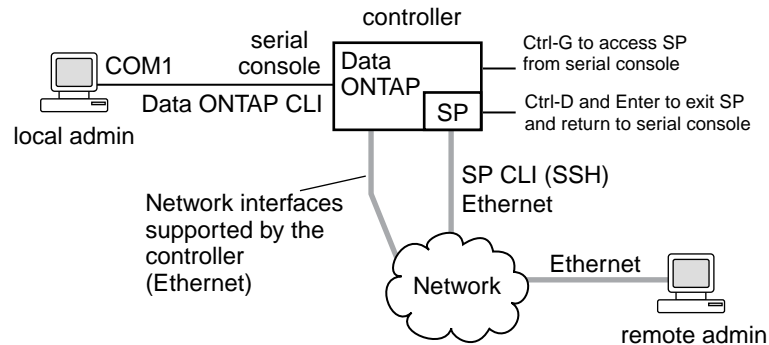 controller
serial
console
COM1
Data ONTAP CLI
local admin
Data
ONTAP
SP
Ctrl-G to access SP
from serial console
Ctrl-D and Enter to exit SP
and return to serial console
SP CLI (SSH)
Ethernet
Network interfaces
supported by the
controller
(Ethernet)
Network
Ethernet
remote admin